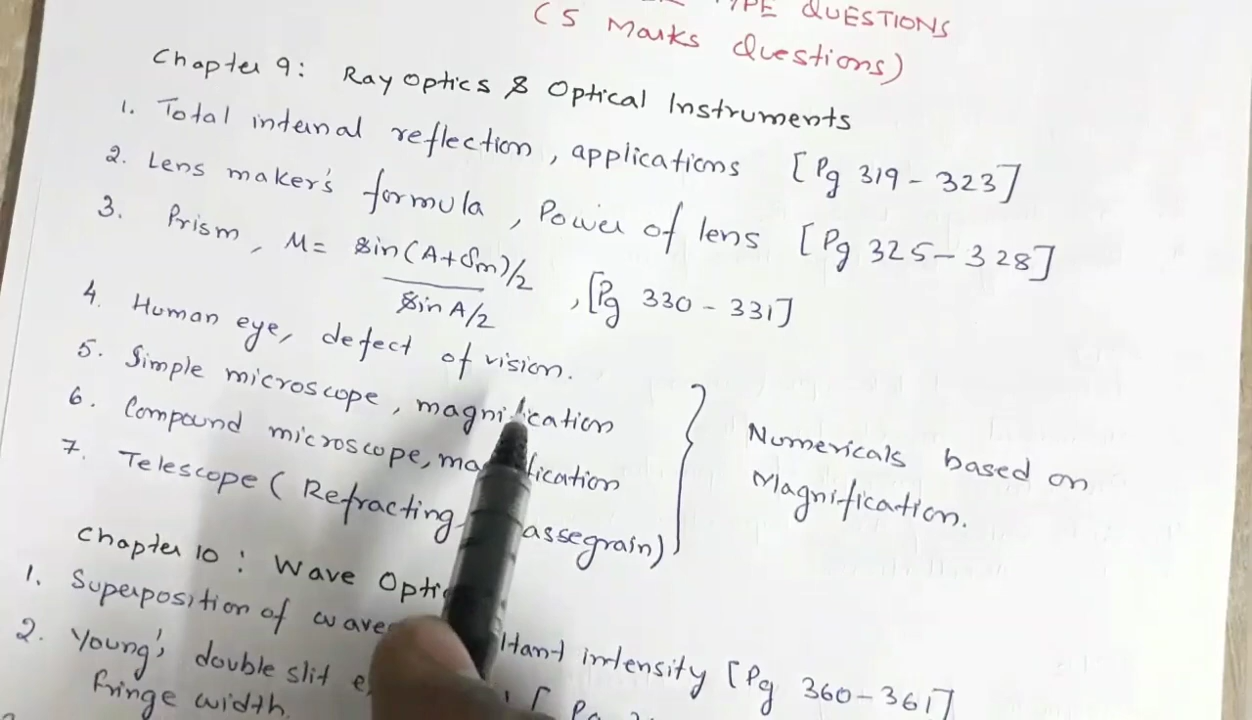 TYPE QUESTIONS
(5 Marks Questions)
Chapter 9: Ray Optics & Optical Instruments
1. Total internal reflection, applications [Pg 319-323]
2. Lens maker's formula, Power of lens [Pg 325-328]
3. Prism, M = sin(A+δm)/2 / sin A/2, [Pg 330-331]
4. Human eye, defect of vision.
5. Simple microscope, magnification
6. Compound microscope, ma fication
7. Telescope (Refracting, assegrain)
Numericals based on
Magnification.
Chapter 10: Wave Opti
1. Superposition of wave ltant intensity [Pg 360-361]
2. Young's double slit e
fringe width.